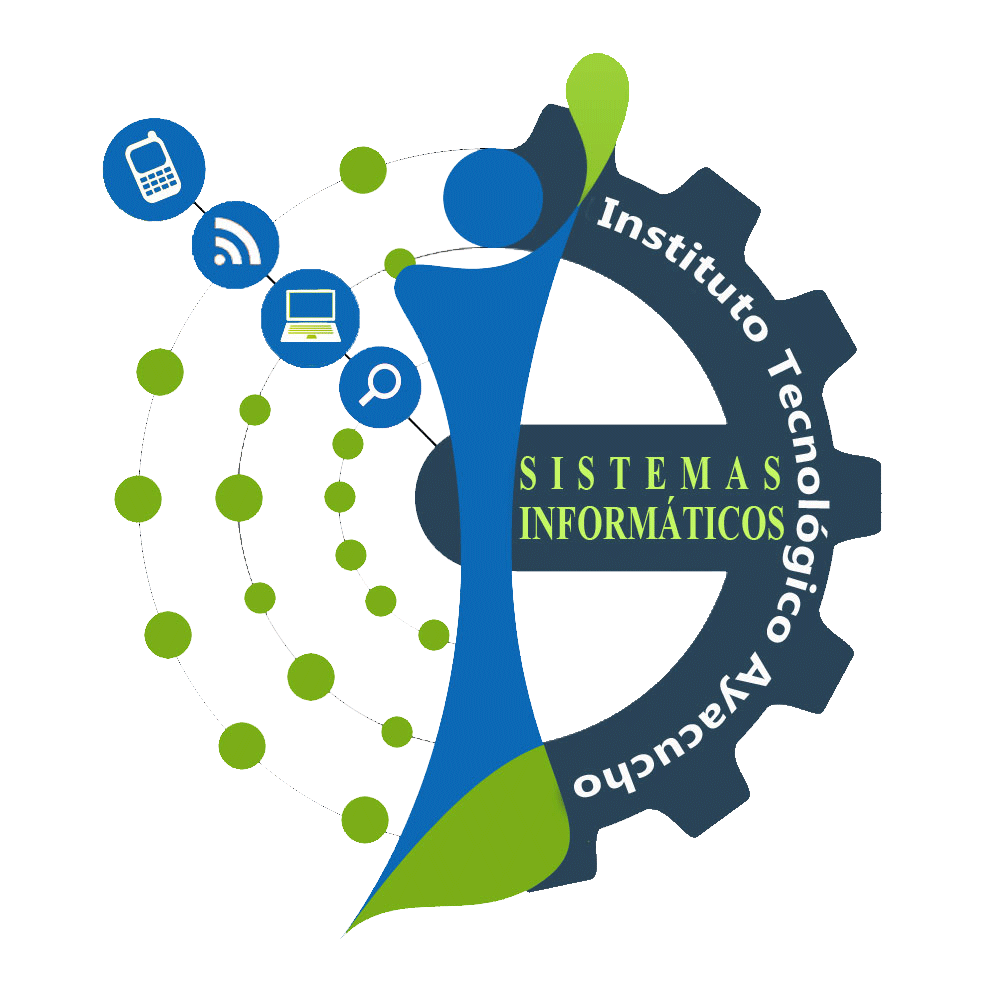 Instituto Tecnológico Ayacucho
SISTEMAS
INFORMÁTICOS